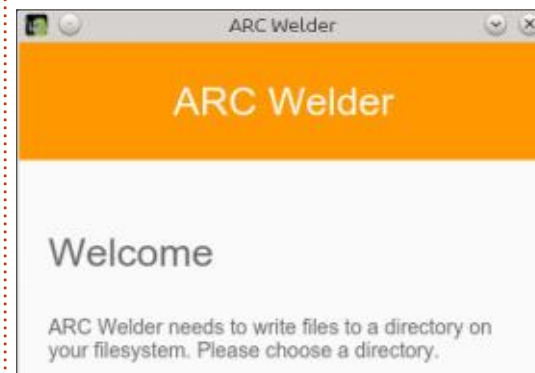 ARC Welder
ARC Welder
Welcome
ARC Welder needs to write files to a directory on
your filesystem. Please choose a directory.